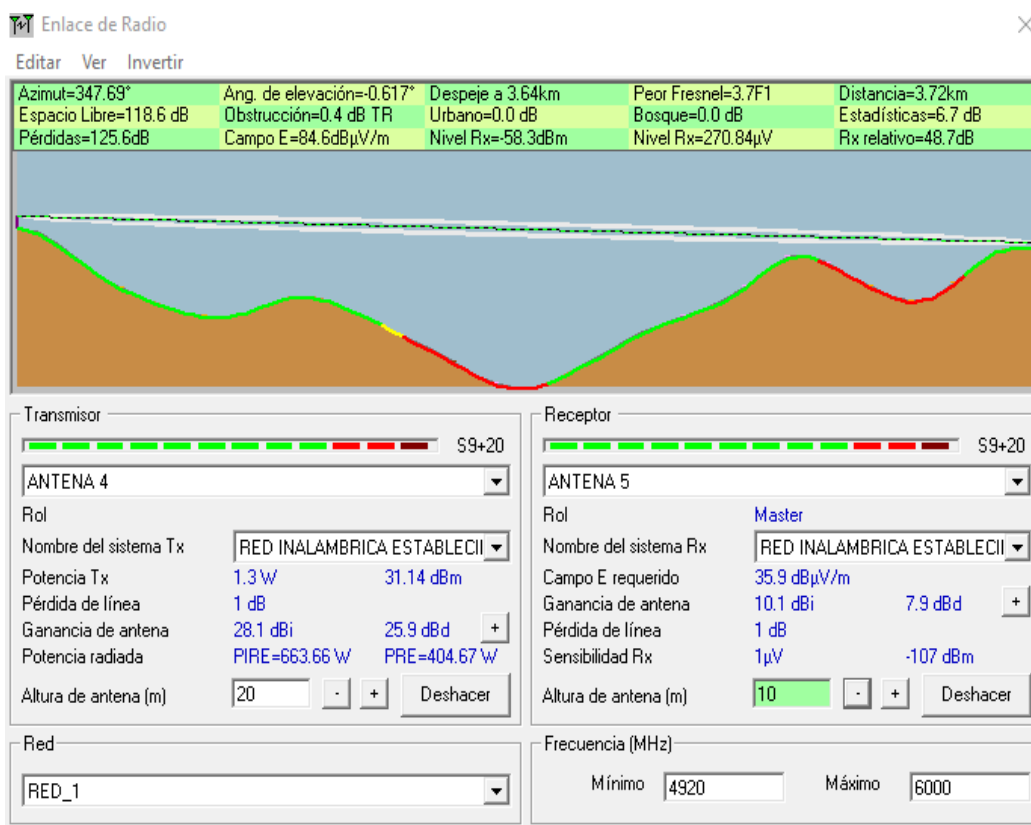 Enlace de Radio
Editar Ver Invertir
Azimut=347.69° Ang. de elevación=-0.617° Despeje a 3.64km Peor Fresnel=3.7F1 Distancia=3.72km
Espacio Libre=118.6 dB Obstrucción=0.4 dB TR Urbano=0.0 dB Bosque=0.0 dB Estadísticas=6.7 dB
Pérdidas=125.6dB Campo E=84.6dBµV/m Nivel Rx=-58.3dBm Nivel Rx=270.84µV Rx relativo=48.7dB
Transmisor
S9+20
ANTENA 4
Rol
Nombre del sistema Tx RED INALAMBRICA ESTABLECII
Potencia Tx 1.3 W 31.14 dBm
Pérdida de línea 1 dB
Ganancia de antena 28.1 dBi 25.9 dBd +
Potencia radiada PIRE=663.66 W PRE=404.67 W
Altura de antena (m) 20 - + Deshacer
Receptor
S9+20
ANTENA 5
Rol Master
Nombre del sistema Rx RED INALAMBRICA ESTABLECII
Campo E requerido 35.9 dBµV/m
Ganancia de antena 10.1 dBi 7.9 dBd +
Pérdida de línea 1 dB
Sensibilidad Rx 1µV -107 dBm
Altura de antena (m) 10 - + Deshacer
Red
RED_1
Frecuencia (MHz)
Mínimo 4920 Máximo 6000